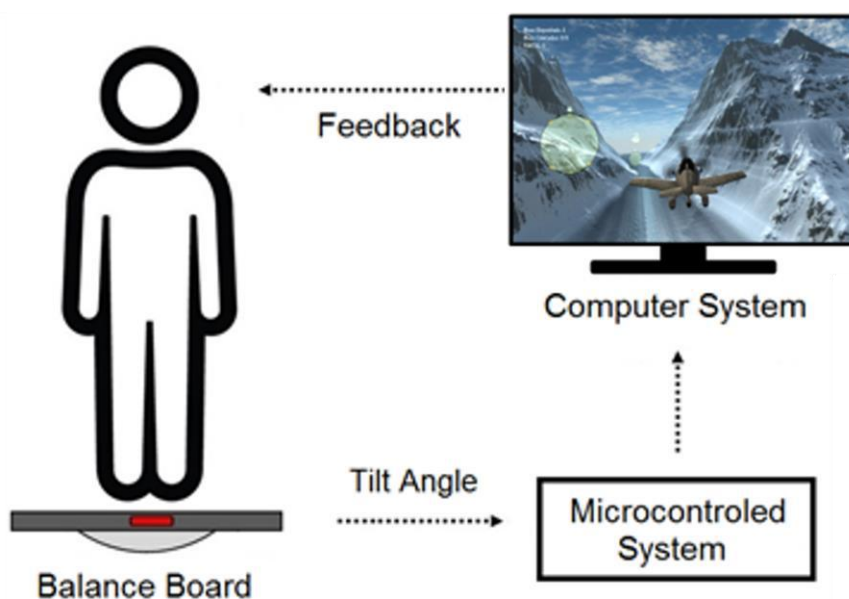 Feedback
Computer System
Tilt Angle
Microcontroled
System
Balance Board